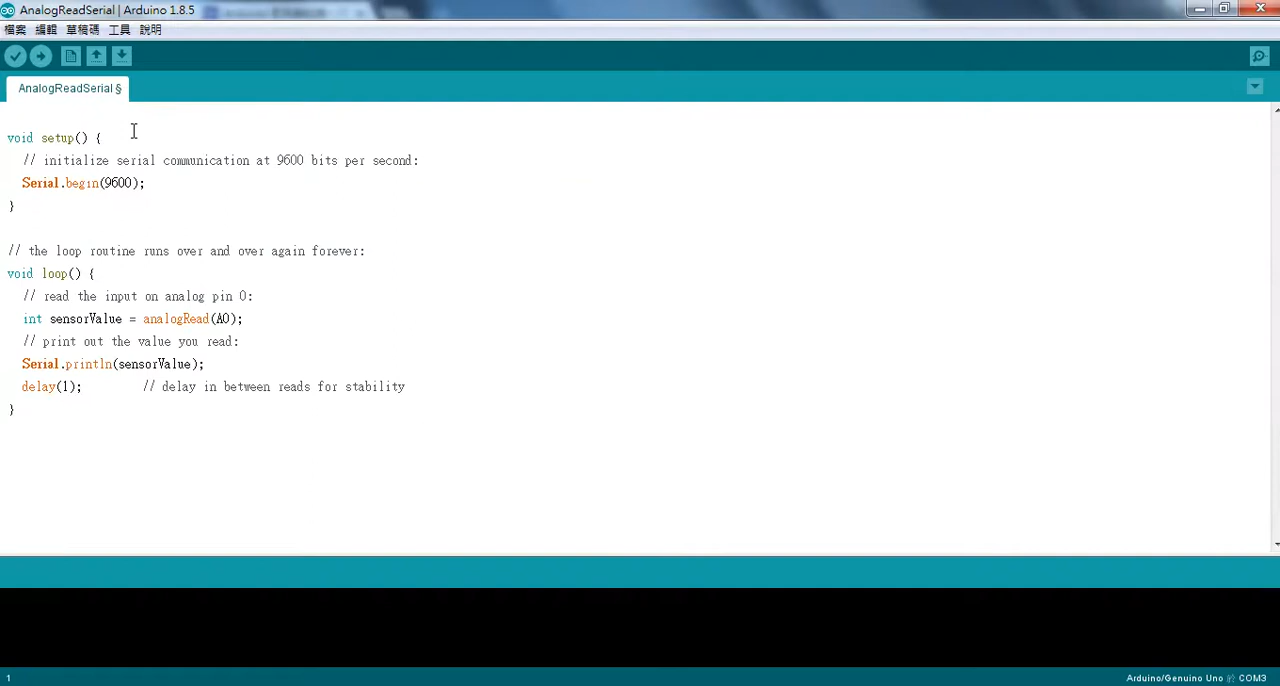 AnalogReadSerial | Arduino 1.8.5
檔案 編輯 草稿碼 工具 說明
AnalogReadSerial §
void setup() {
// initialize serial communication at 9600 bits per second:
Serial.begin(9600);
}
// the loop routine runs over and over again forever:
void loop() {
// read the input on analog pin 0:
int sensorValue = analogRead(A0);
// print out the value you read:
Serial.println(sensorValue);
delay(1); // delay in between reads for stability
}
1
Arduino/Genuino Uno 於 COM3